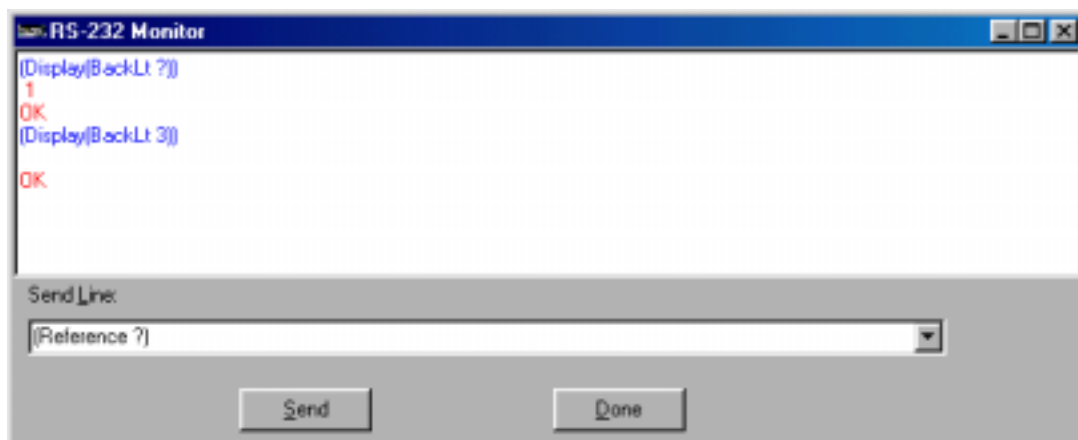 RS-232 Monitor
(Display(BackLt ?))
1
OK
(Display(BackLt 3))
OK
Send Line:
(Reference ?)
Send
Done